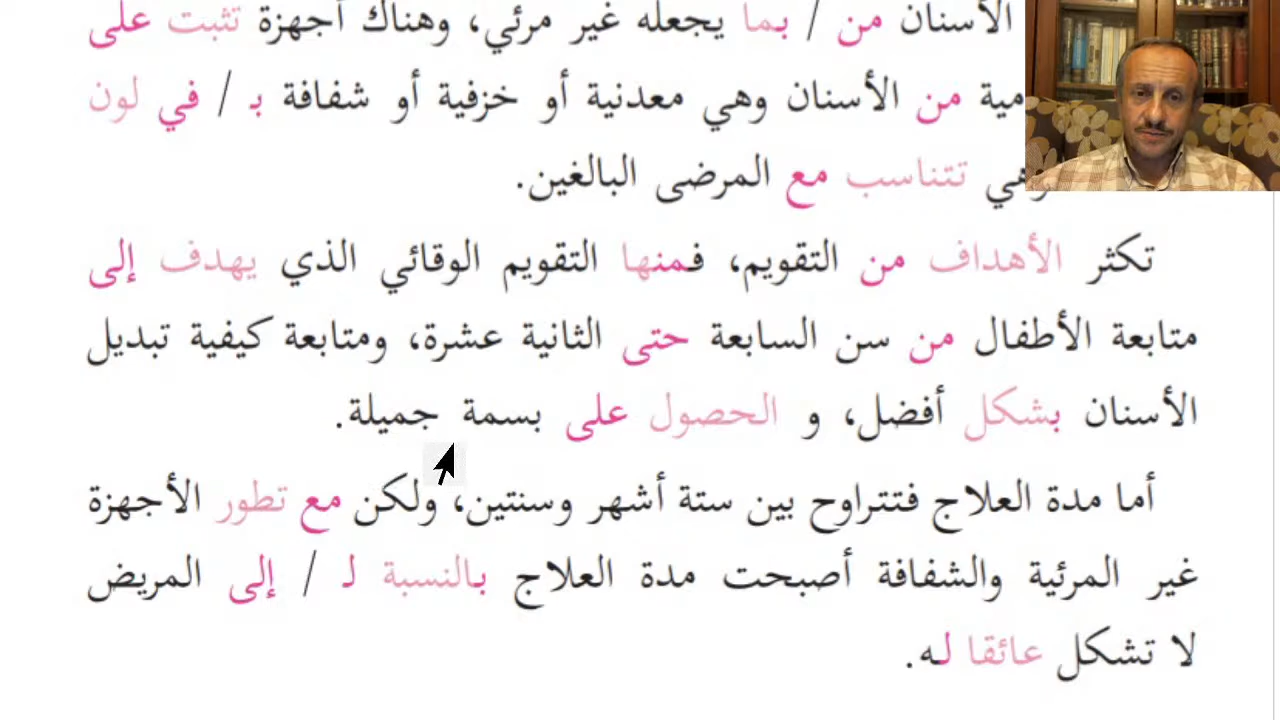 الأسنان من / بما يجعله غير مرئي، وهناك أجهزة تثبت على
من الأسنان وهي معدنية أو خزفية أو شفافة بـ / في لون
وهي تتناسب مع المرضى البالغين.
تكثر الأهداف من التقويم، فمنها التقويم الوقائي الذي يهدف إلى
متابعة الأطفال من سن السابعة حتى الثانية عشرة، ومتابعة كيفية تبديل
الأسنان بشكل أفضل، و الحصول على بسمة جميلة.
أما مدة العلاج فتتراوح بين ستة أشهر وسنتين، ولكن مع تطور الأجهزة
غير المرئية والشفافة أصبحت مدة العلاج بالنسبة لـ / إلى المريض
لا تشكل عائقا له.